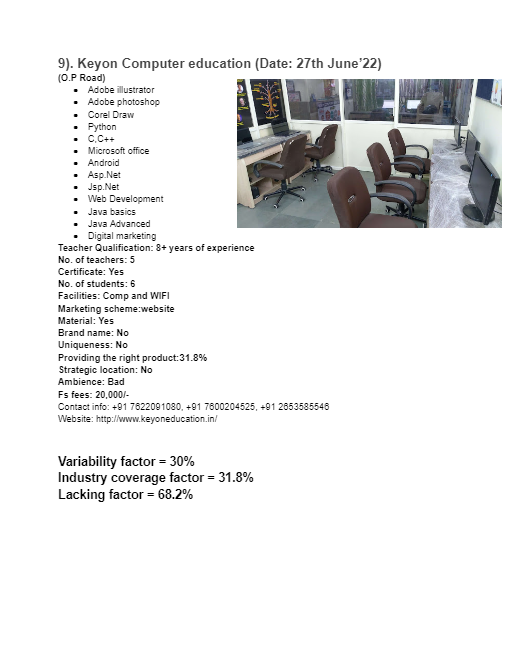 9). Keyon Computer education (Date: 27th June'22)
(O.P Road)
• Adobe illustrator
• Adobe photoshop
• Corel Draw
• Python
• C,C++
• Microsoft office
• Android
• Asp.Net
• Jsp.Net
• Web Development
• Java basics
• Java Advanced
• Digital marketing
Teacher Qualification: 8+ years of experience
No. of teachers: 5
Certificate: Yes
No. of students: 6
Facilities: Comp and WIFI
Marketing scheme:website
Material: Yes
Brand name: No
Uniqueness: No
Providing the right product:31.8%
Strategic location: No
Ambience: Bad
Fs fees: 20,000/-
Contact info: +91 7622091080, +91 7600204525, +91 2653585546
Website: http://www.keyoneducation.in/
Variability factor = 30%
Industry coverage factor = 31.8%
Lacking factor = 68.2%